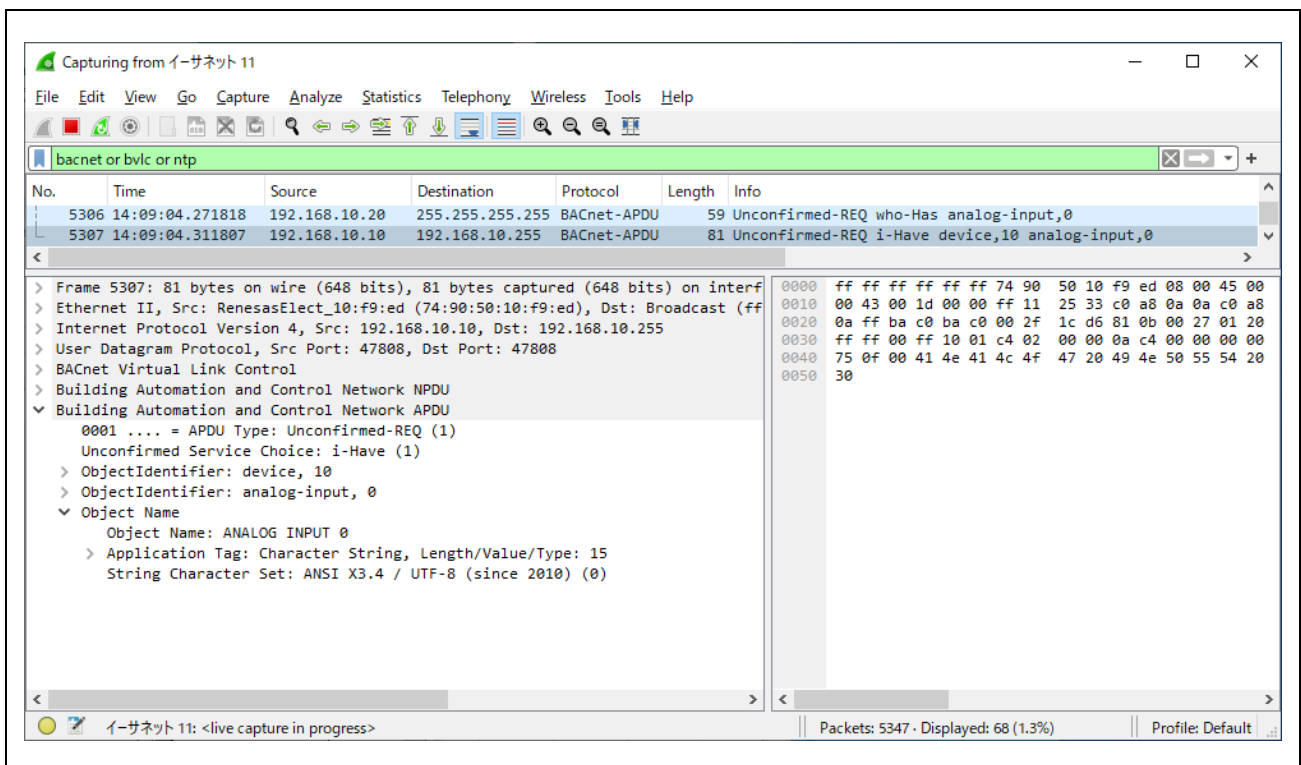 Capturing from イーサネット 11
File Edit View Go Capture Analyze Statistics Telephony Wireless Tools Help
bacnet or bvlc or ntp
No. Time Source Destination Protocol Length Info
5306 14:09:04.271818 192.168.10.20 255.255.255.255 BACnet-APDU 59 Unconfirmed-REQ who-Has analog-input,0
5307 14:09:04.311807 192.168.10.10 192.168.10.255 BACnet-APDU 81 Unconfirmed-REQ i-Have device,10 analog-input,0
Frame 5307: 81 bytes on wire (648 bits), 81 bytes captured (648 bits) on interf
Ethernet II, Src: RenesasElect_10:f9:ed (74:90:50:10:f9:ed), Dst: Broadcast (ff
Internet Protocol Version 4, Src: 192.168.10.10, Dst: 192.168.10.255
User Datagram Protocol, Src Port: 47808, Dst Port: 47808
BACnet Virtual Link Control
Building Automation and Control Network NPDU
Building Automation and Control Network APDU
0001 .... = APDU Type: Unconfirmed-REQ (1)
Unconfirmed Service Choice: i-Have (1)
ObjectIdentifier: device, 10
ObjectIdentifier: analog-input, 0
Object Name
Object Name: ANALOG INPUT 0
Application Tag: Character String, Length/Value/Type: 15
String Character Set: ANSI X3.4 / UTF-8 (since 2010) (0)
0000 ff ff ff ff ff ff 74 90 50 10 f9 ed 08 00 45 00
0010 00 43 00 1d 00 00 ff 11 25 33 c0 a8 0a 0a c0 a8
0020 0a ff ba c0 ba c0 00 2f 1c d6 81 0b 00 27 01 20
0030 ff ff 00 ff 10 01 c4 02 00 00 0a c4 00 00 00 00
0040 75 0f 00 41 4e 41 4c 4f 47 20 49 4e 50 55 54 20
0050 30
イーサネット 11: <live capture in progress>
Packets: 5347 · Displayed: 68 (1.3%)
Profile: Default